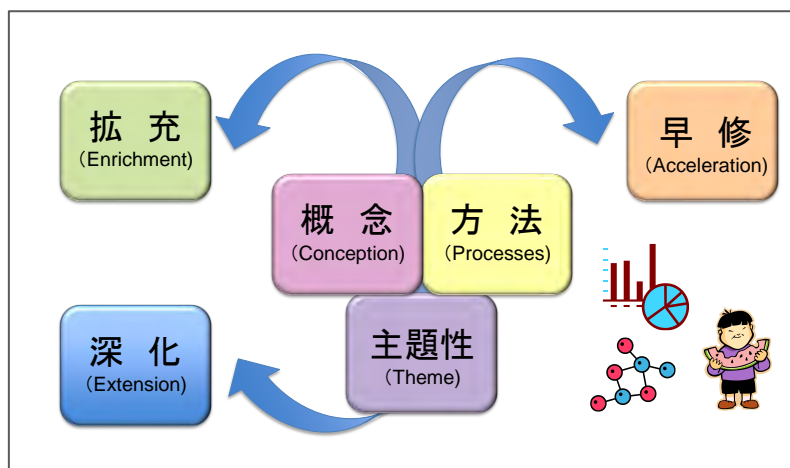 拡 充
（Enrichment)
早 修
（Acceleration)
概 念
（Conception)
方 法
（Processes)
深 化
（Extension)
主題性
（Theme)